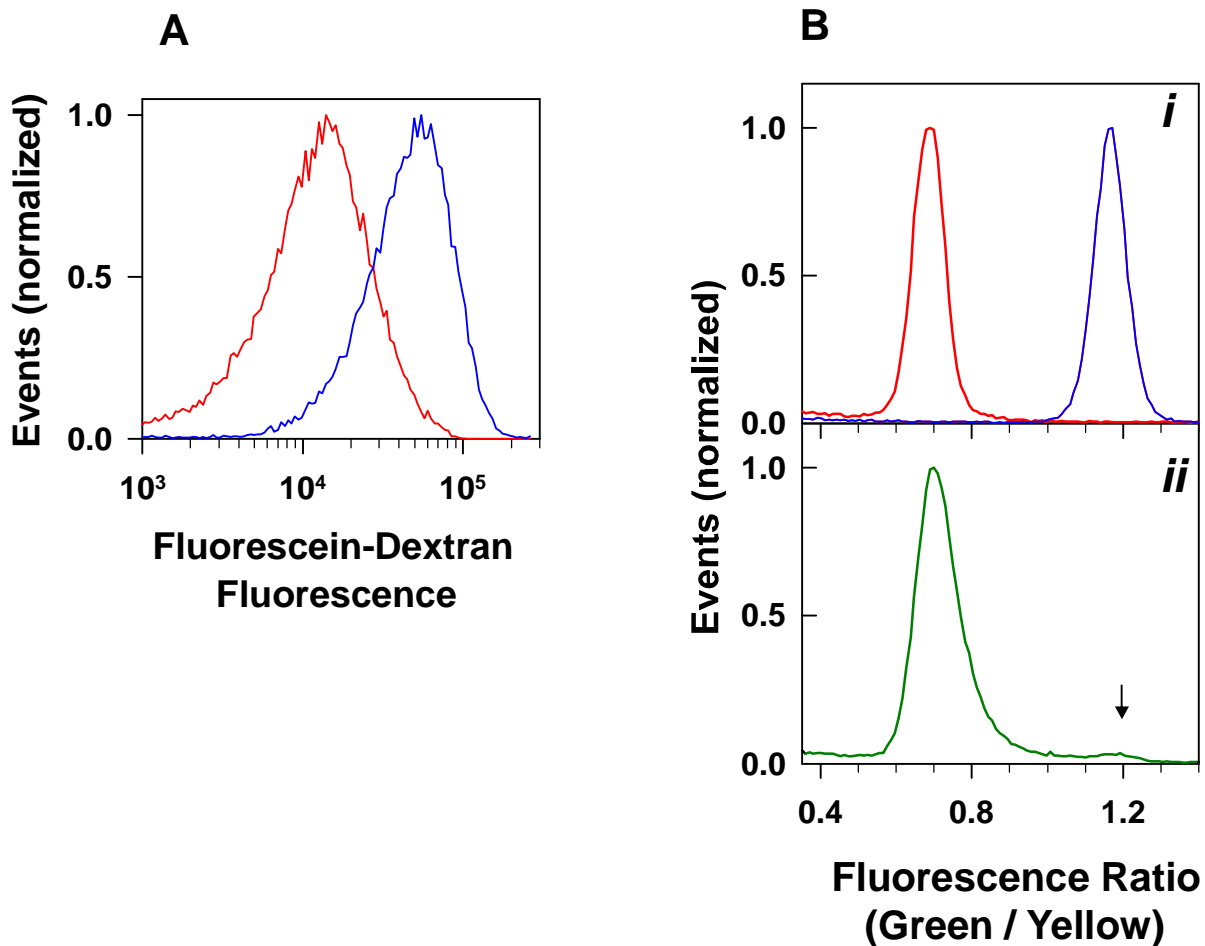 A
Events (normalized)
1.0
0.5
0.0
10³
10⁴
10⁵
Fluorescein-Dextran
Fluorescence
B
Events (normalized)
i
1.0
0.5
0.0
ii
1.0
0.5
0.0
0.4
0.8
1.2
Fluorescence Ratio
(Green / Yellow)